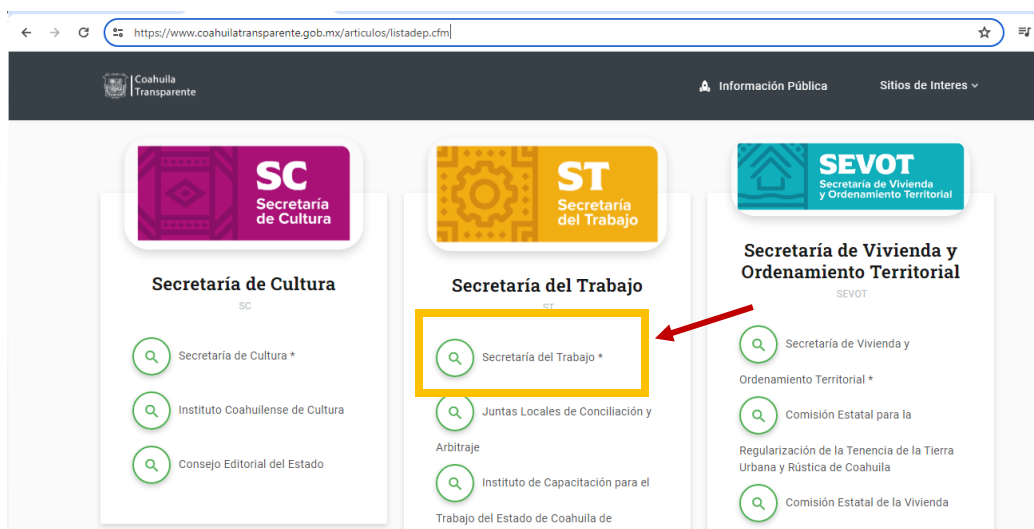 https://www.coahuilatransparente.gob.mx/articulos/listadep.cfm
Coahuila
Transparente
Información Pública
Sitios de Interes
SC
Secretaría
de Cultura
Secretaría de Cultura
SC
Secretaría de Cultura *
Instituto Coahuilense de Cultura
Consejo Editorial del Estado
ST
Secretaría
del Trabajo
Secretaría del Trabajo
ST
Secretaría del Trabajo *
Juntas Locales de Conciliación y
Arbitraje
Instituto de Capacitación para el
Trabajo del Estado de Coahuila de
SEVOT
Secretaría de Vivienda
y Ordenamiento Territorial
Secretaría de Vivienda y
Ordenamiento Territorial
SEVOT
Secretaría de Vivienda y
Ordenamiento Territorial *
Comisión Estatal para la
Regularización de la Tenencia de la Tierra
Urbana y Rústica de Coahuila
Comisión Estatal de la Vivienda